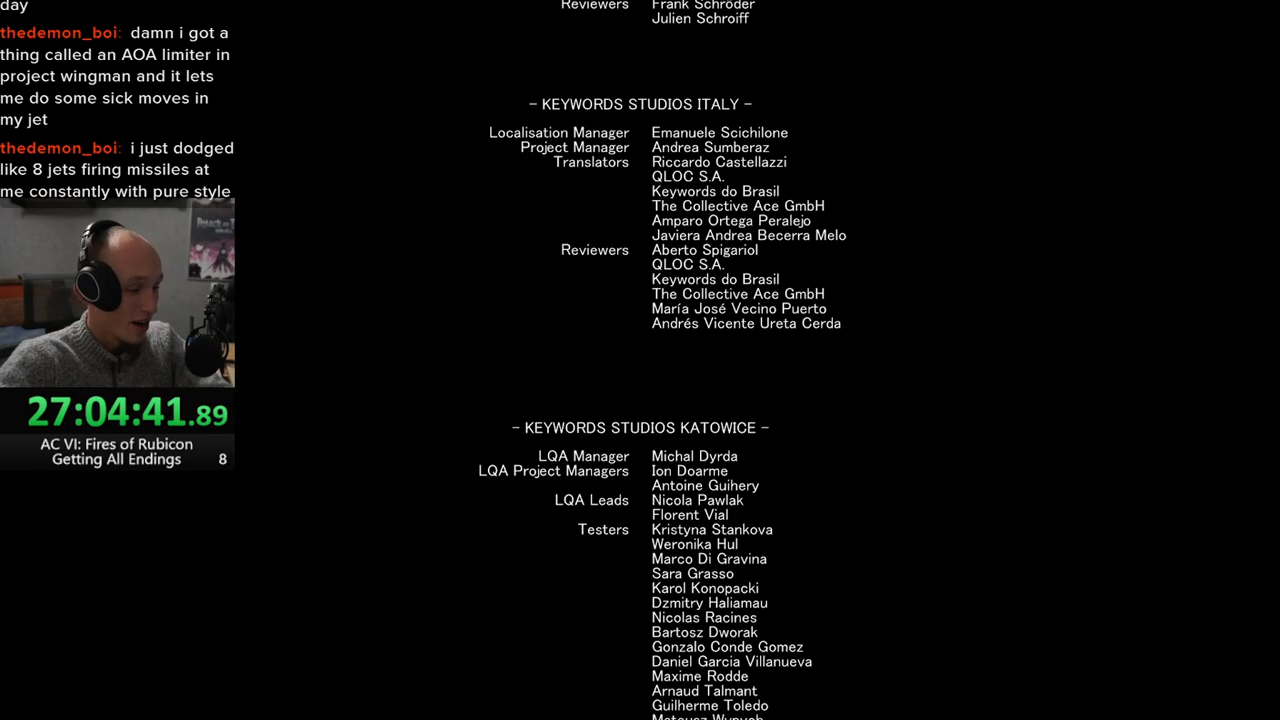 day
thedemon_boi: damn i got a
thing called an AOA limiter in
project wingman and it lets
me do some sick moves in
my jet
thedemon_boi: i just dodged
like 8 jets firing missiles at
me constantly with pure style
27:04:41.89
AC VI: Fires of Rubicon
Getting All Endings 8
Reviewers Frank Schröder
Julien Schroiff
– KEYWORDS STUDIOS ITALY –
Localisation Manager Emanuele Scichilone
Project Manager Andrea Sumberaz
Translators Riccardo Castellazzi
QLOC S.A.
Keywords do Brasil
The Collective Ace GmbH
Amparo Ortega Peralejo
Javiera Andrea Becerra Melo
Reviewers Aberto Spigariol
QLOC S.A.
Keywords do Brasil
The Collective Ace GmbH
María José Vecino Puerto
Andrés Vicente Ureta Cerda
– KEYWORDS STUDIOS KATOWICE –
LQA Manager Michal Dyrda
LQA Project Managers Ion Doarme
Antoine Guihery
LQA Leads Nicola Pawlak
Florent Vial
Testers Kristyna Stankova
Weronika Hul
Marco Di Gravina
Sara Grasso
Karol Konopacki
Dzmitry Haliamau
Nicolas Racines
Bartosz Dworak
Gonzalo Conde Gomez
Daniel Garcia Villanueva
Maxime Rodde
Arnaud Talmant
Guilherme Toledo